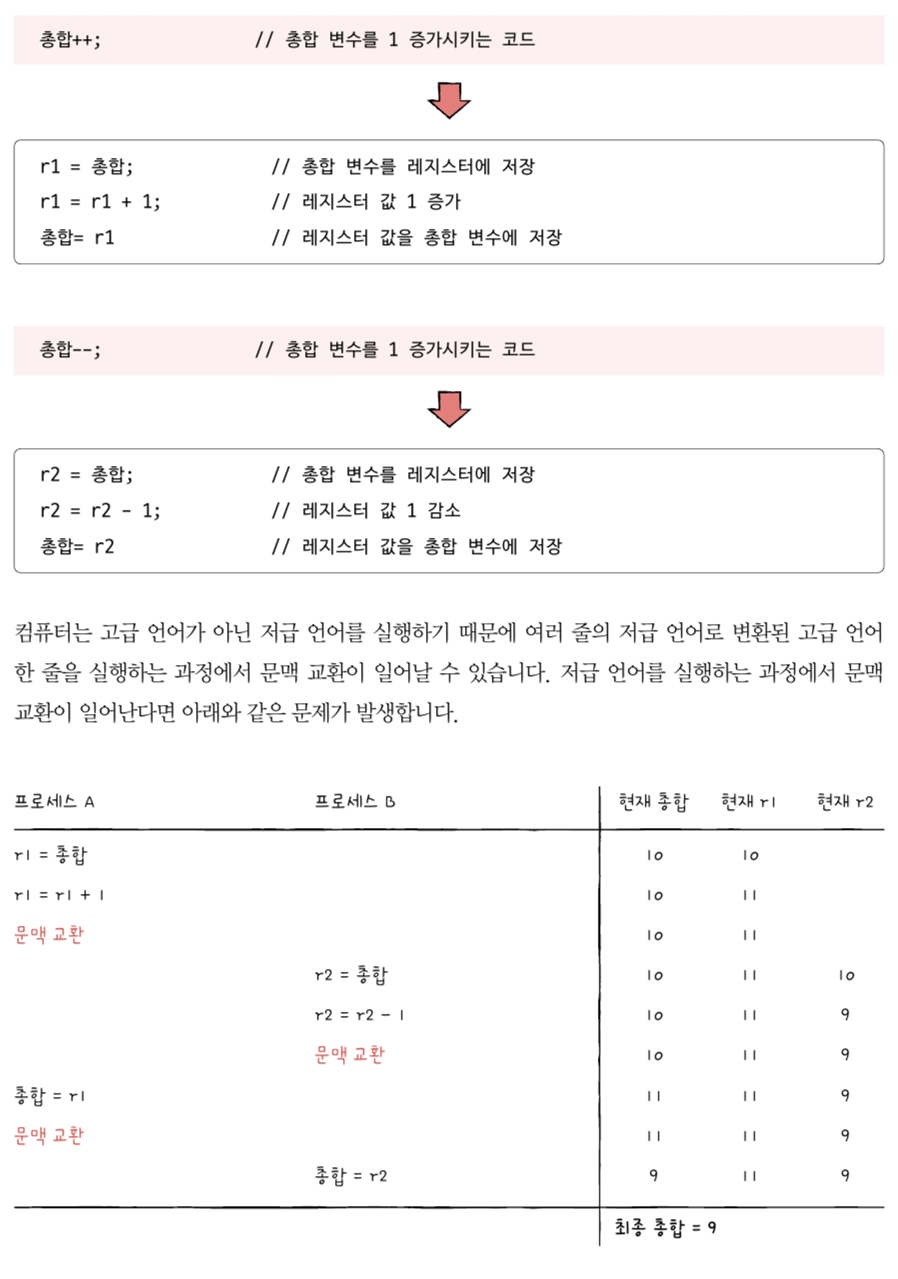 총합++; // 총합 변수를 1 증가시키는 코드
r1 = 총합; // 총합 변수를 레지스터에 저장
r1 = r1 + 1; // 레지스터 값 1 증가
총합= r1 // 레지스터 값을 총합 변수에 저장
총합--; // 총합 변수를 1 증가시키는 코드
r2 = 총합; // 총합 변수를 레지스터에 저장
r2 = r2 - 1; // 레지스터 값 1 감소
총합= r2 // 레지스터 값을 총합 변수에 저장
컴퓨터는 고급 언어가 아닌 저급 언어를 실행하기 때문에 여러 줄의 저급 언어로 변환된 고급 언어
한 줄을 실행하는 과정에서 문맥 교환이 일어날 수 있습니다. 저급 언어를 실행하는 과정에서 문맥
교환이 일어난다면 아래와 같은 문제가 발생합니다.
프로세스 A 프로세스 B 현재 총합 현재 r1 현재 r2
r1 = 총합 10 10
r1 = r1 + 1 10 11
문맥 교환 10 11
r2 = 총합 10 11 10
r2 = r2 - 1 10 11 9
문맥 교환 10 11 9
총합 = r1 11 11 9
문맥 교환 11 11 9
총합 = r2 9 11 9
최종 총합 = 9